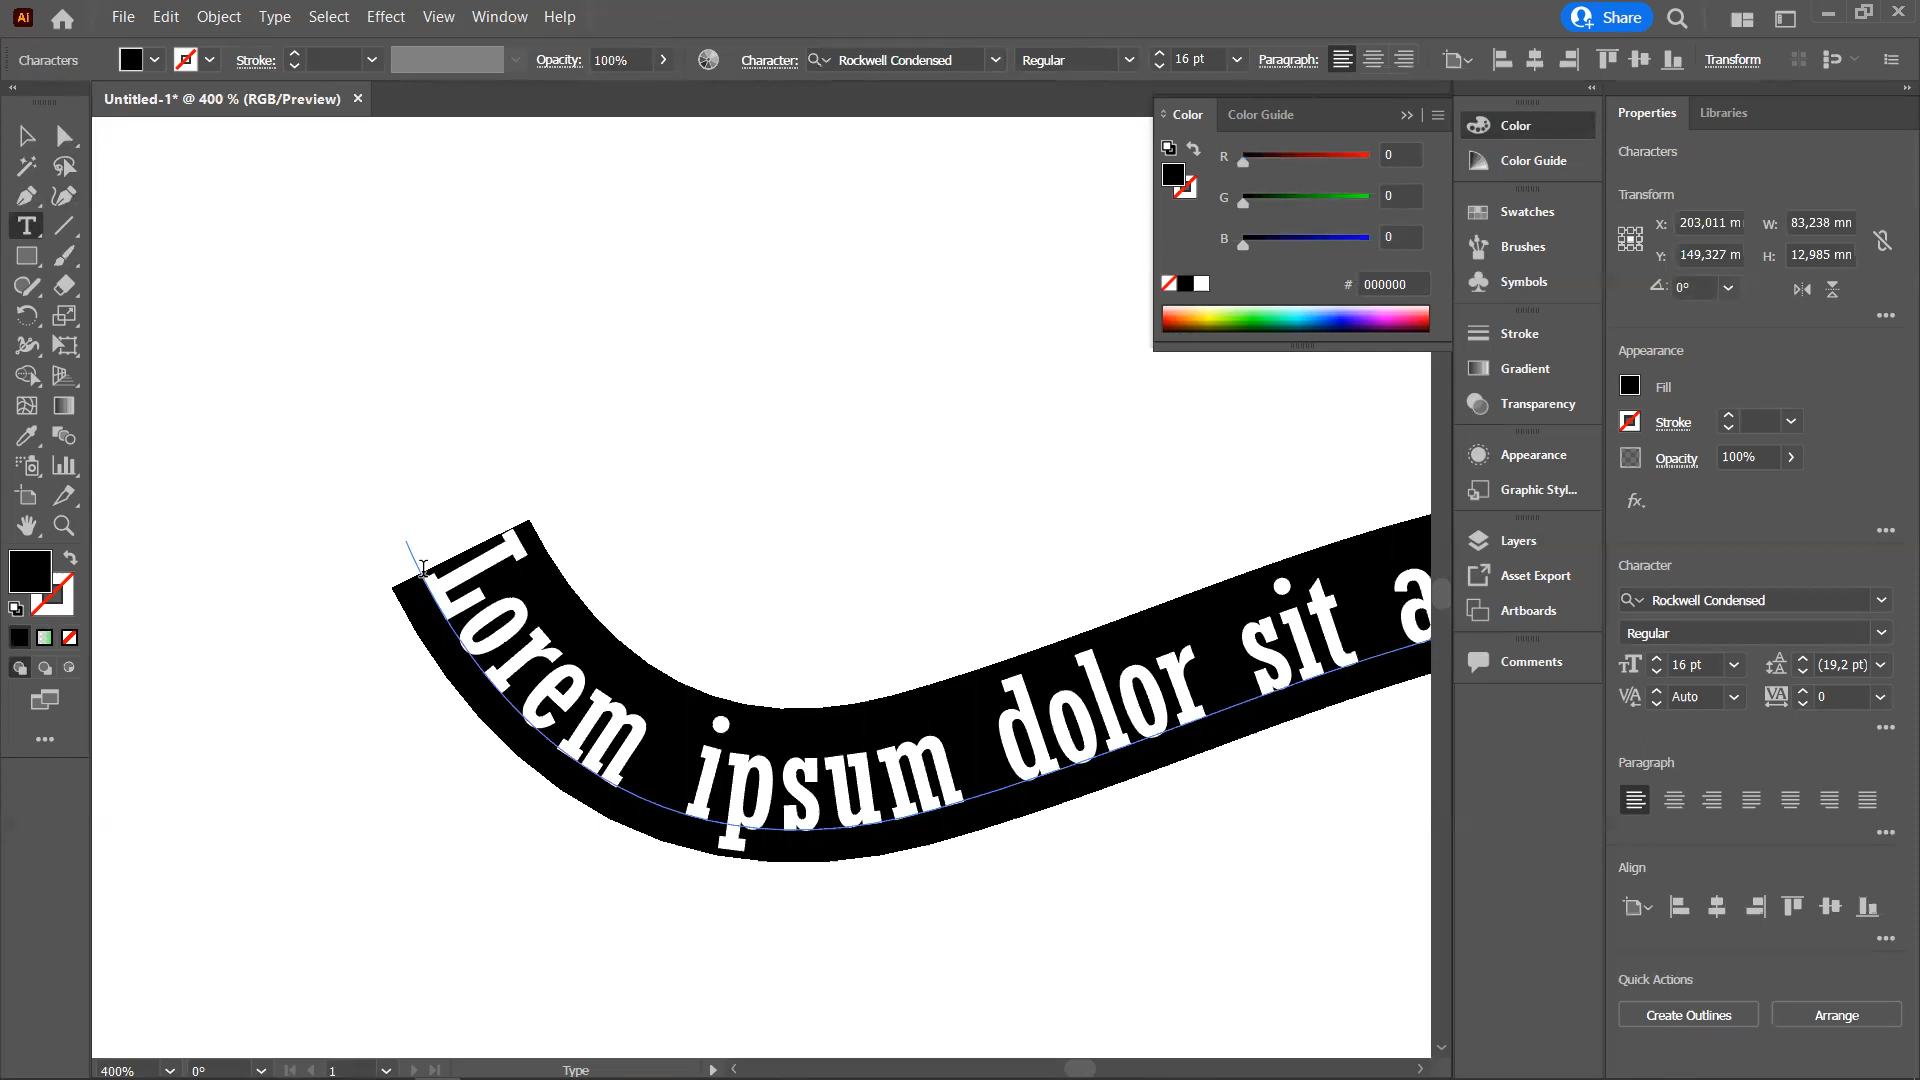 Ai File Edit Object Type Select Effect View Window Help Share
Characters Stroke: Opacity: 100% Character: Rockwell Condensed Regular 16 pt Paragraph: Transform
Untitled-1* @ 400 % (RGB/Preview)
Color Color Guide
R 0
G 0
B 0
# 000000
Color
Color Guide
Swatches
Brushes
Symbols
Stroke
Gradient
Transparency
Appearance
Graphic Styl...
Layers
Asset Export
Artboards
Comments
Properties Libraries
Characters
Transform
X: 203,011 m W: 83,238 mn
Y: 149,327 m H: 12,985 mn
0°
Appearance
Fill
Stroke
Opacity 100%
fx.
Character
Rockwell Condensed
Regular
16 pt (19,2 pt)
Auto 0
Paragraph
Align
Quick Actions
Create Outlines Arrange
Lorem ipsum dolor sit a
400% 0° 1 Type